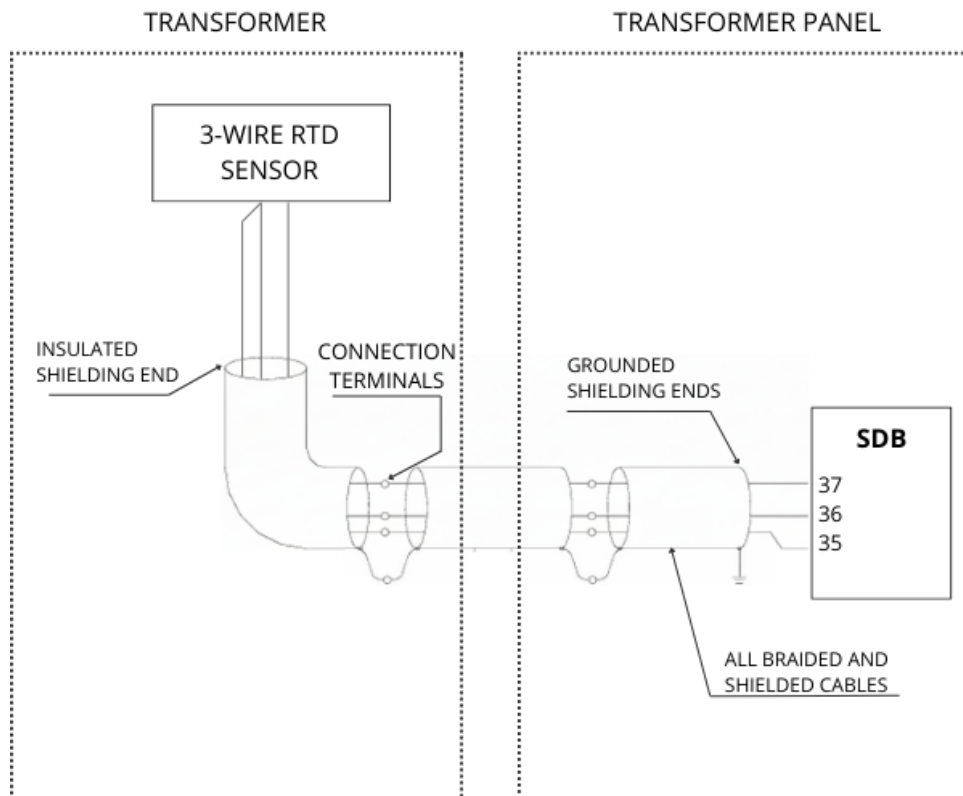 TRANSFORMER
TRANSFORMER PANEL
3-WIRE RTD
SENSOR
INSULATED
SHIELDING END
CONNECTION
TERMINALS
GROUNDED
SHIELDING ENDS
SDB
37
36
35
ALL BRAIDED AND
SHIELDED CABLES